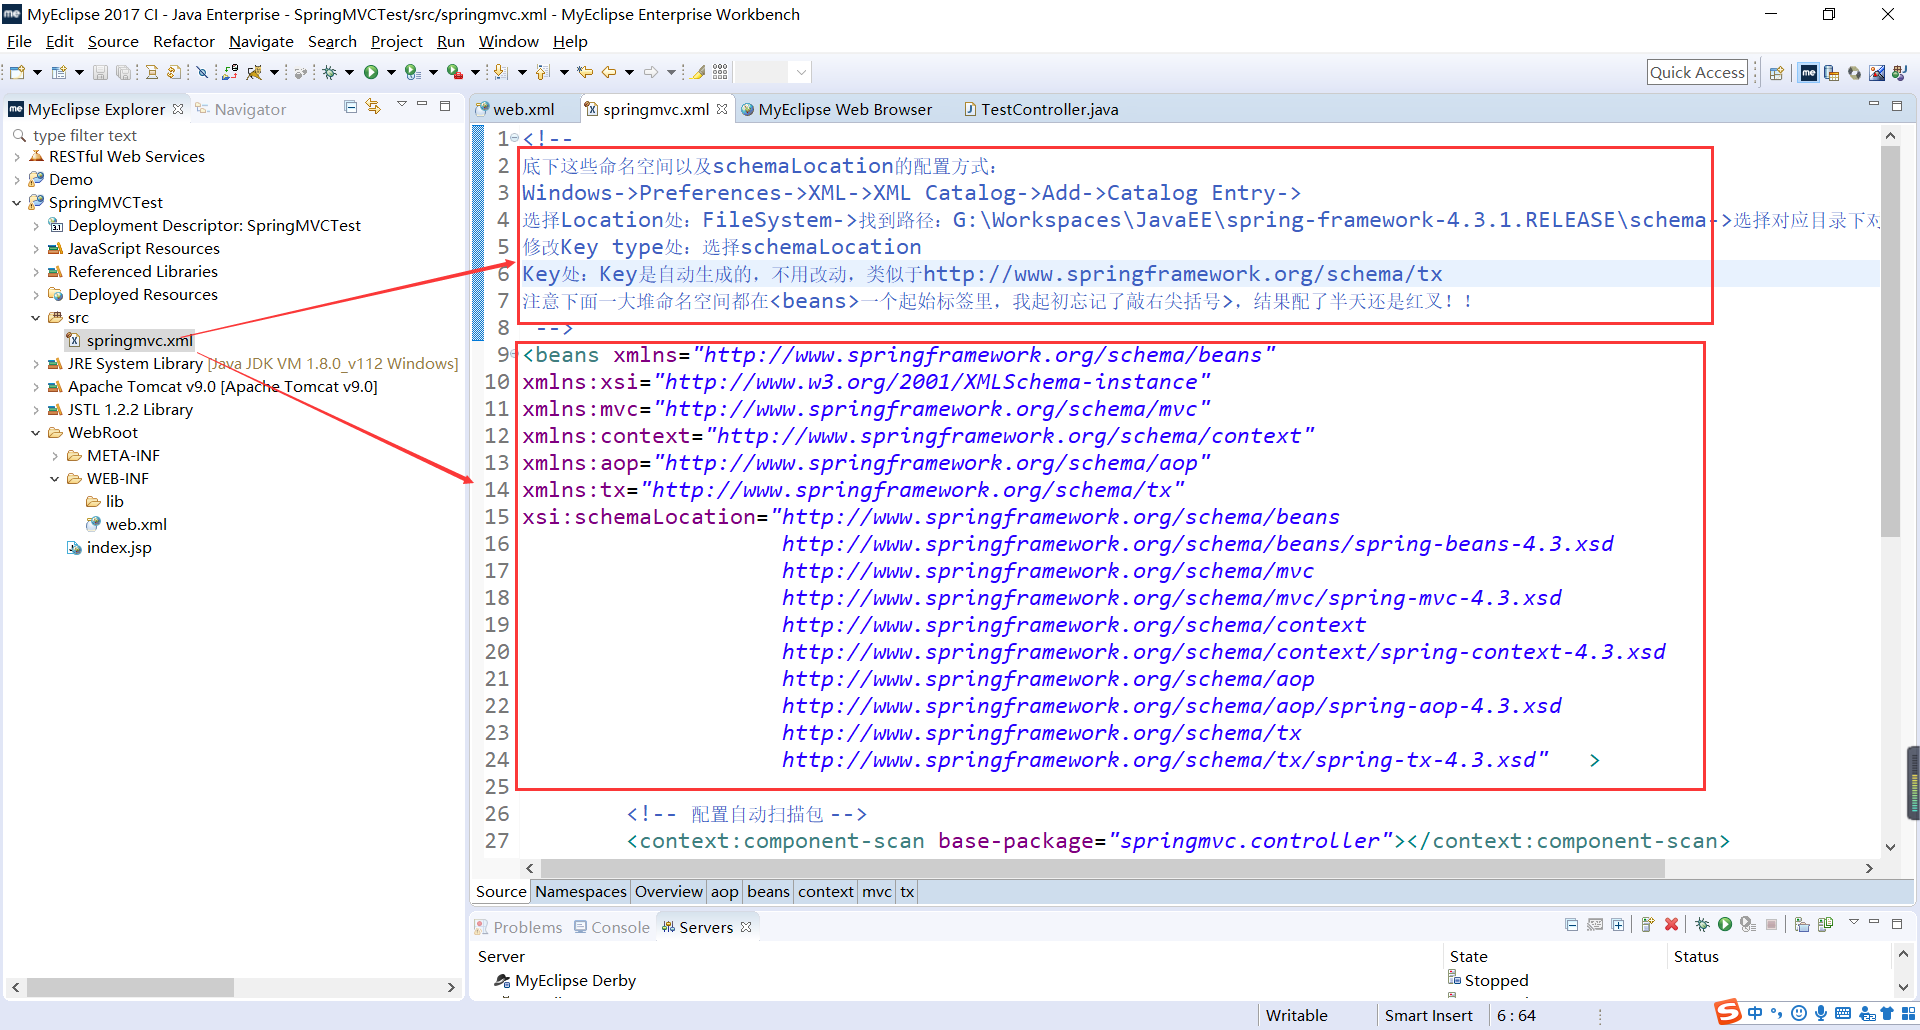 MyEclipse 2017 CI - Java Enterprise - SpringMVCTest/src/springmvc.xml - MyEclipse Enterprise Workbench
File Edit Source Refactor Navigate Search Project Run Window Help
Quick Access
MyEclipse Explorer Navigator
type filter text
RESTful Web Services
Demo
SpringMVCTest
Deployment Descriptor: SpringMVCTest
JavaScript Resources
Referenced Libraries
Deployed Resources
src
springmvc.xml
JRE System Library [Java JDK VM 1.8.0_v112 Windows]
Apache Tomcat v9.0 [Apache Tomcat v9.0]
JSTL 1.2.2 Library
WebRoot
META-INF
WEB-INF
lib
web.xml
index.jsp
web.xml springmvc.xml MyEclipse Web Browser TestController.java
1 <!--
2 底下这些命名空间以及schemaLocation的配置方式：
3 Windows->Preferences->XML->XML Catalog->Add->Catalog Entry->
4 选择Location处：FileSystem->找到路径：G:\Workspaces\JavaEE\spring-framework-4.3.1.RELEASE\schema->选择对应目录下对
5 修改Key type处：选择schemaLocation
6 Key处：Key是自动生成的，不用改动，类似于http://www.springframework.org/schema/tx
7 注意下面一大堆命名空间都在<beans>一个起始标签里，我起初忘记了敲右尖括号>，结果配了半天还是红叉！！
8 -->
9 <beans xmlns="http://www.springframework.org/schema/beans"
10 xmlns:xsi="http://www.w3.org/2001/XMLSchema-instance"
11 xmlns:mvc="http://www.springframework.org/schema/mvc"
12 xmlns:context="http://www.springframework.org/schema/context"
13 xmlns:aop="http://www.springframework.org/schema/aop"
14 xmlns:tx="http://www.springframework.org/schema/tx"
15 xsi:schemaLocation="http://www.springframework.org/schema/beans
16 http://www.springframework.org/schema/beans/spring-beans-4.3.xsd
17 http://www.springframework.org/schema/mvc
18 http://www.springframework.org/schema/mvc/spring-mvc-4.3.xsd
19 http://www.springframework.org/schema/context
20 http://www.springframework.org/schema/context/spring-context-4.3.xsd
21 http://www.springframework.org/schema/aop
22 http://www.springframework.org/schema/aop/spring-aop-4.3.xsd
23 http://www.springframework.org/schema/tx
24 http://www.springframework.org/schema/tx/spring-tx-4.3.xsd" >
25
26 <!-- 配置自动扫描包 -->
27 <context:component-scan base-package="springmvc.controller"></context:component-scan>
Source Namespaces Overview aop beans context mvc tx
Problems Console Servers
Server State Status
MyEclipse Derby Stopped
Writable Smart Insert 6 : 64
中